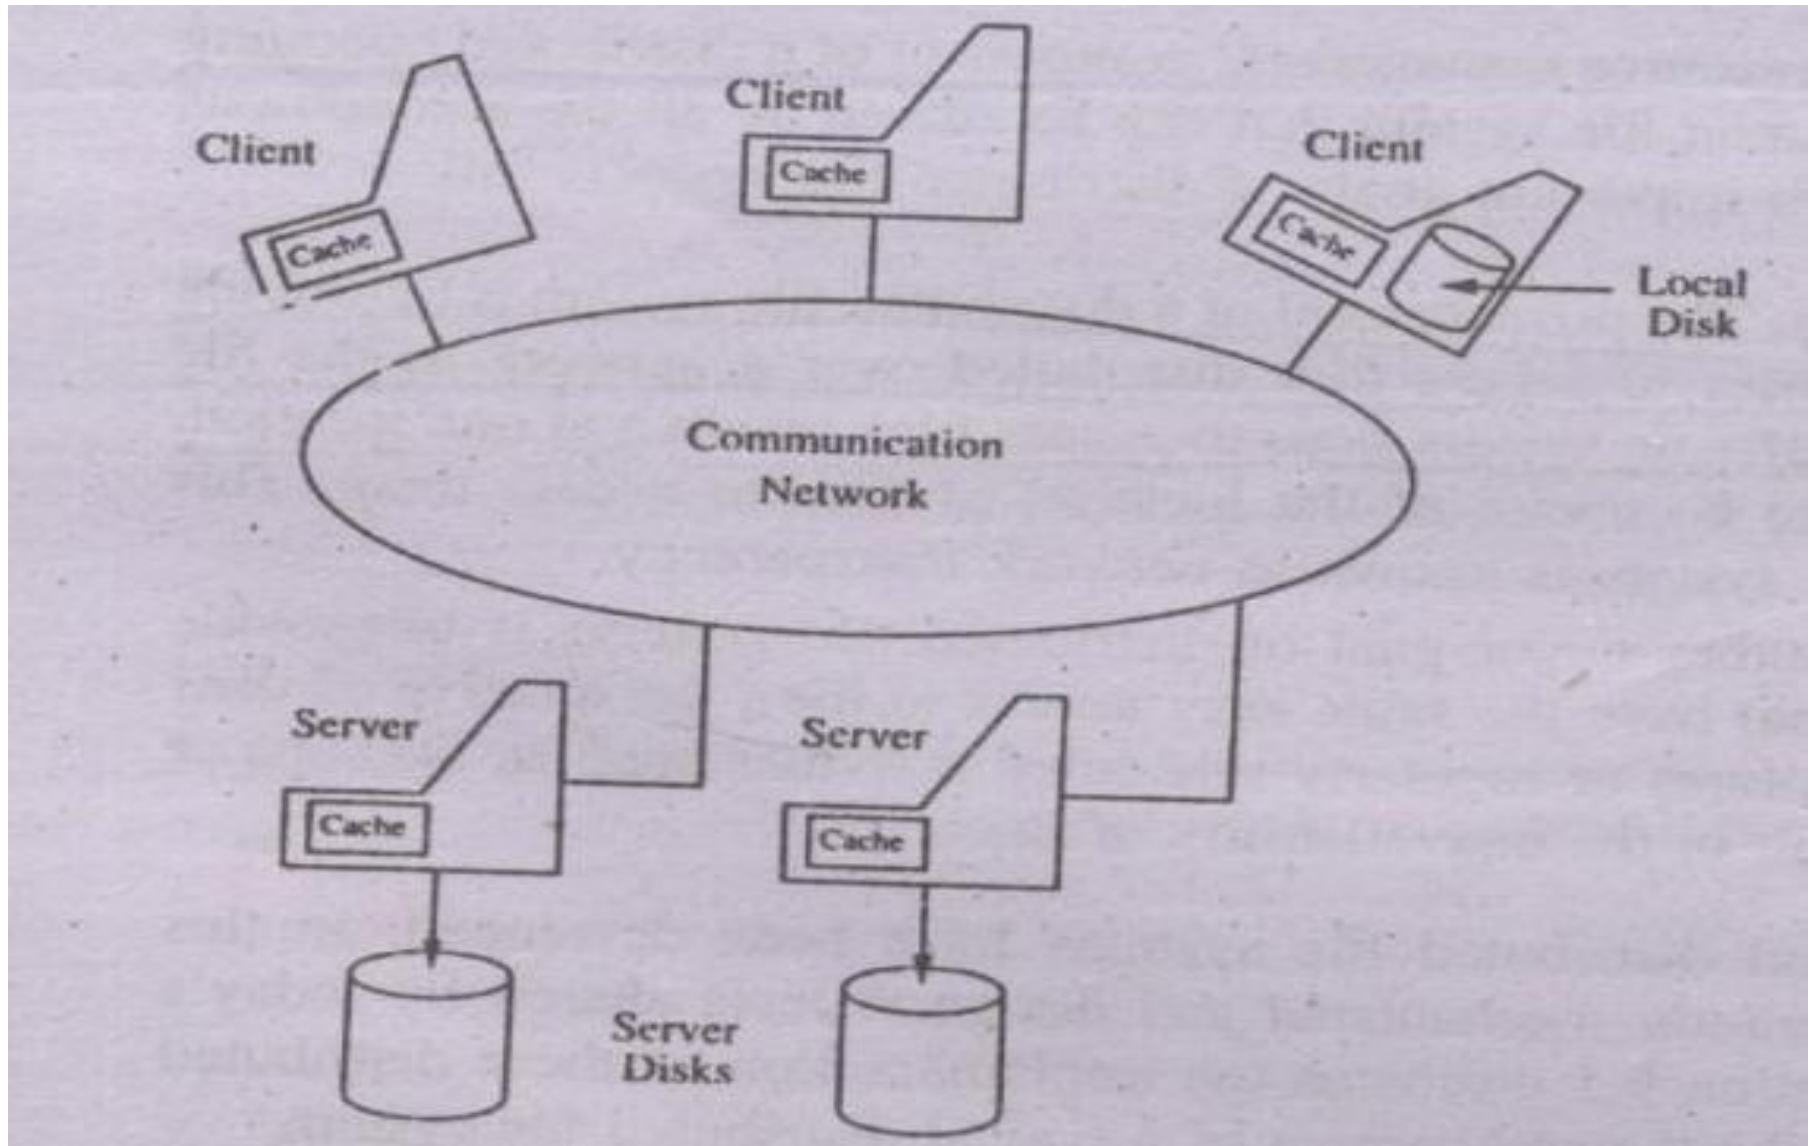 Client
Cache
Client
Cache
Client
Cache
Local
Disk
Communication
Network
Server
Cache
Server
Cache
Server
Disks